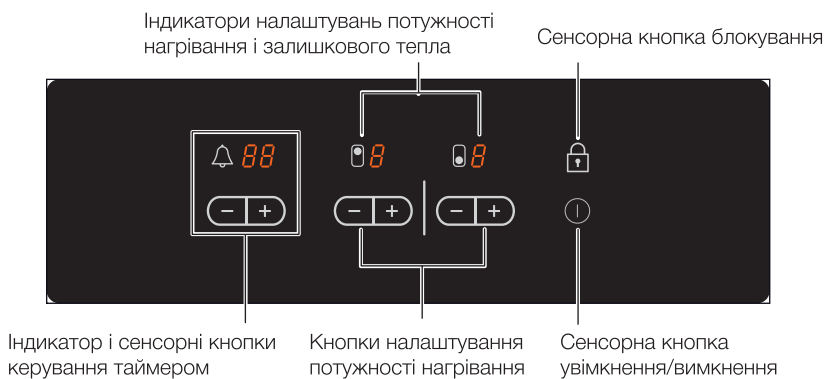 Індикатори налаштувань потужності
нагрівання і залишкового тепла
Сенсорна кнопка блокування
88
8
8
− +
− +
− +
Індикатор і сенсорні кнопки
керування таймером
Кнопки налаштування
потужності нагрівання
Сенсорна кнопка
увімкнення/вимкнення